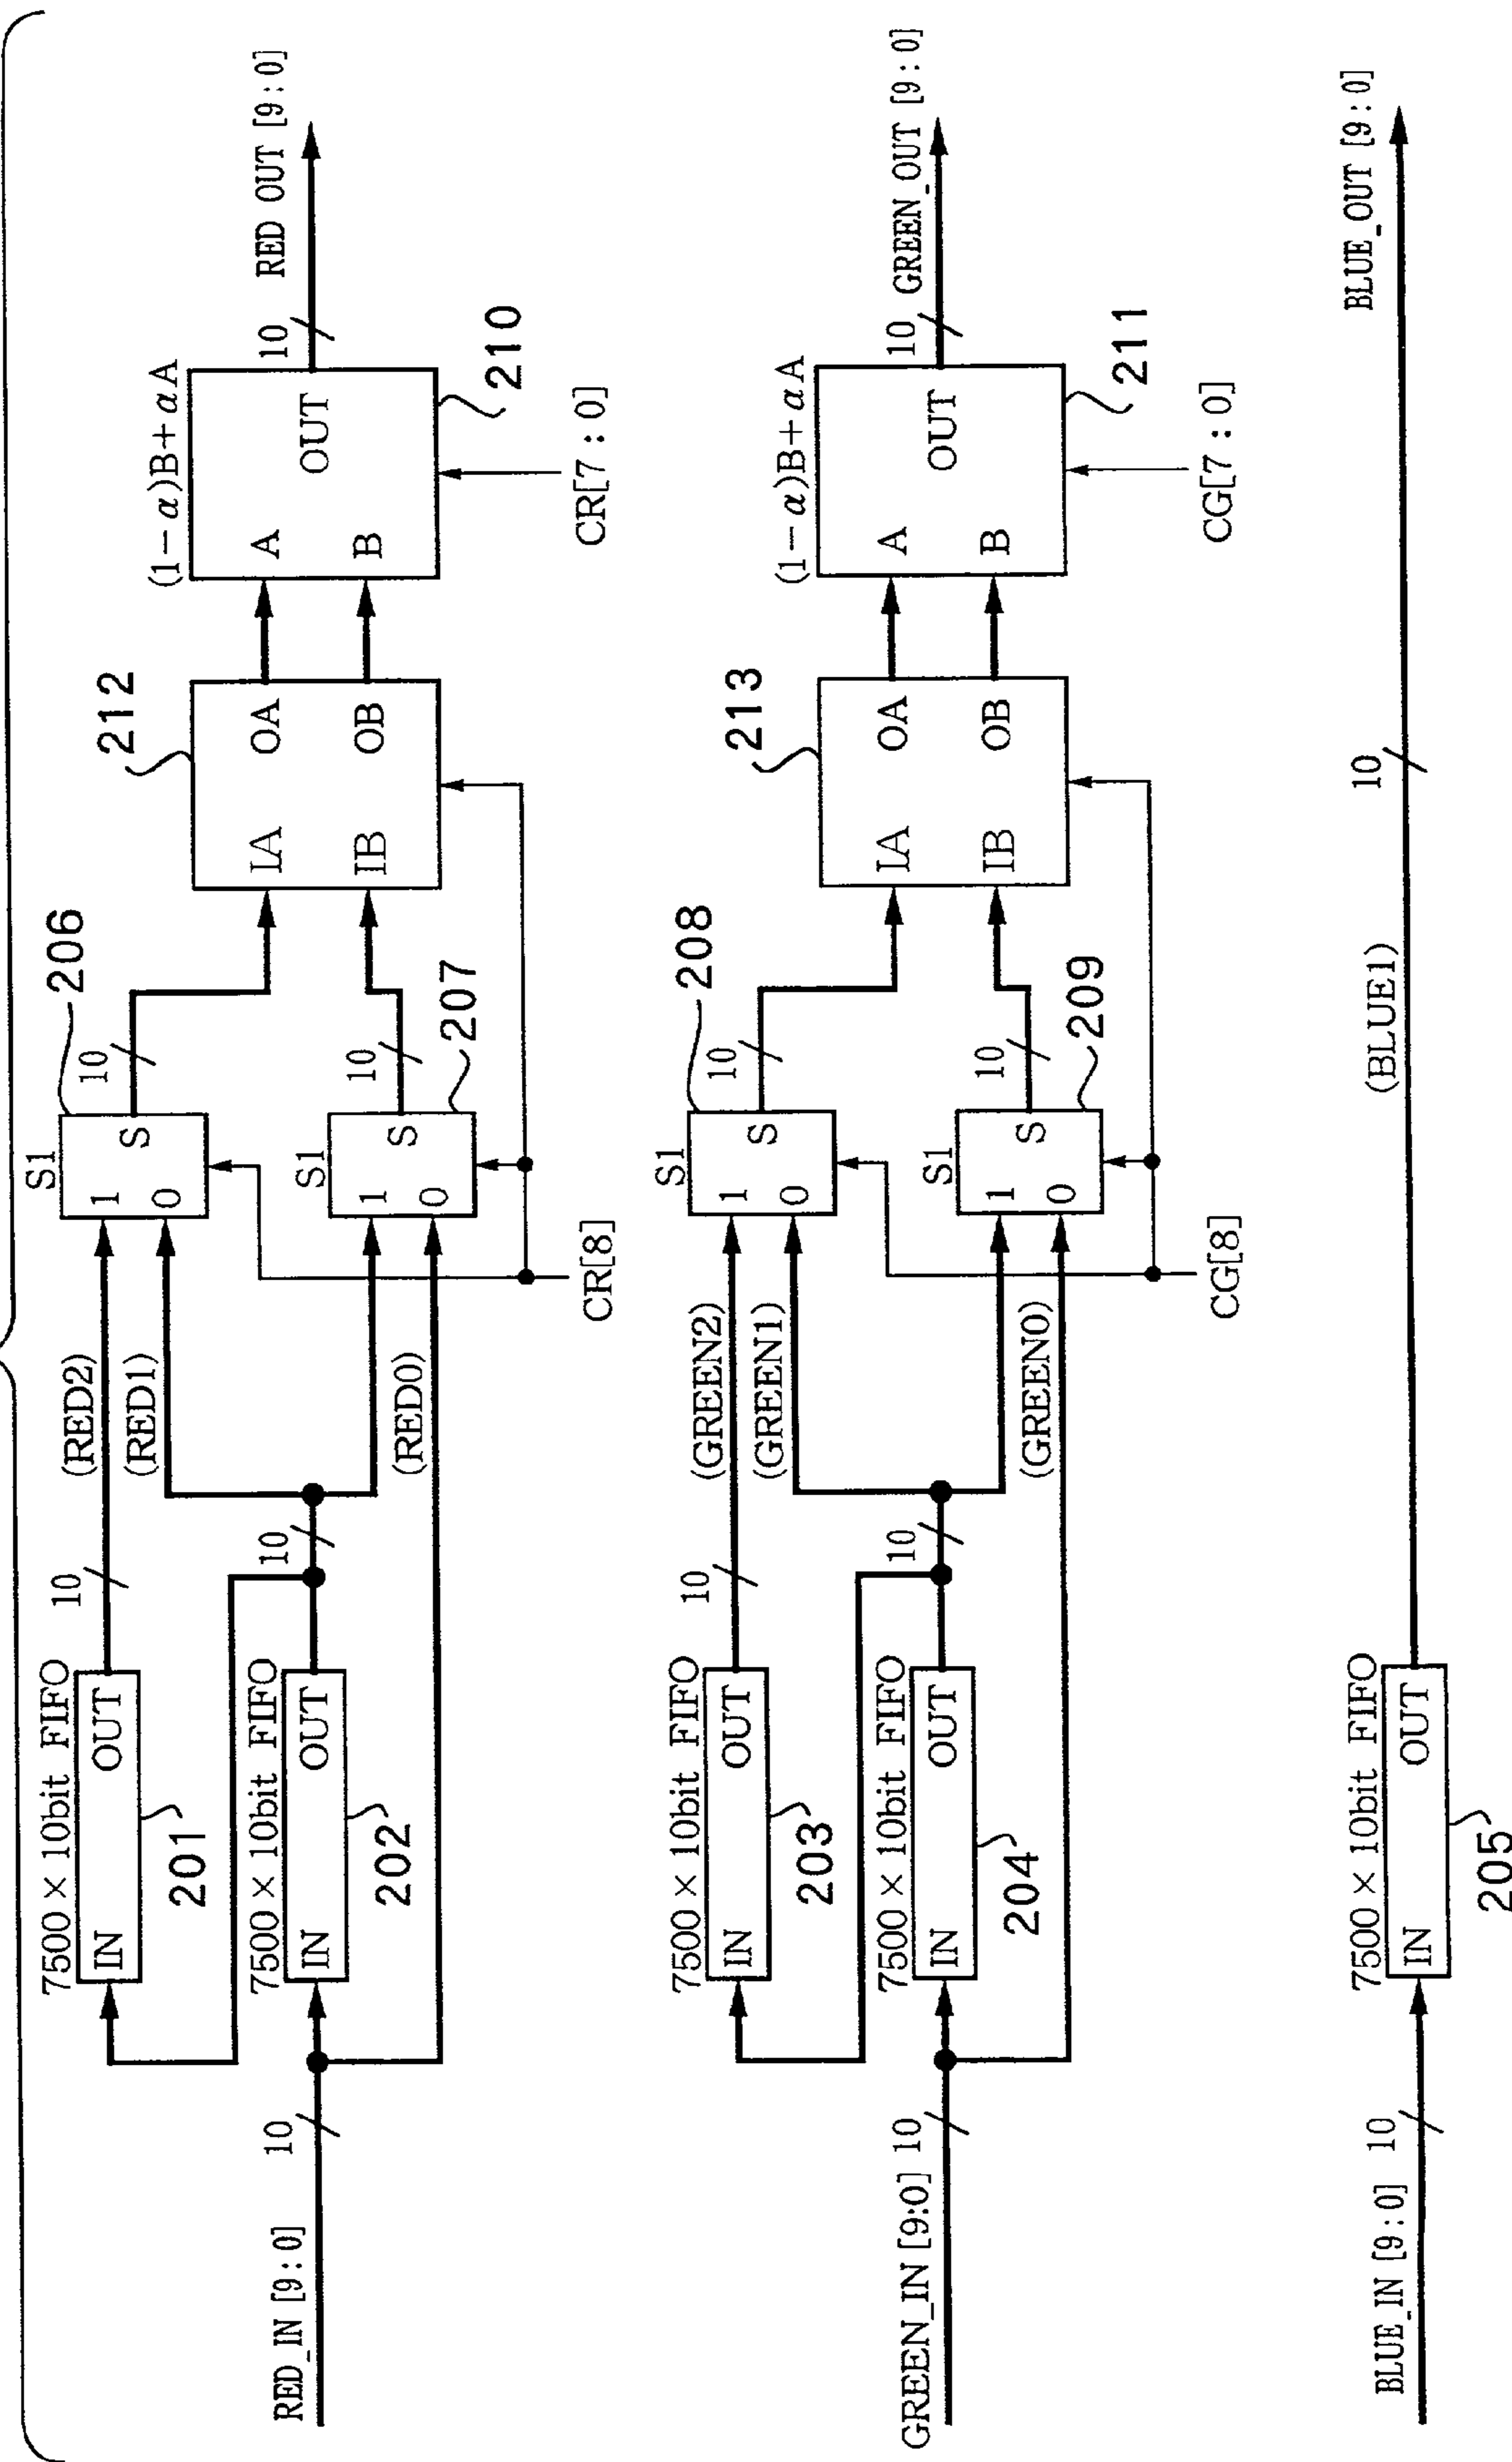 RED_IN [9:0]
10
7500×10bit FIFO
IN OUT
201
10
(RED2)
7500×10bit FIFO
IN OUT
202
10
(RED1)
(RED0)
S1
1 S
0
206
10
S1
1 S
0
207
10
CR[8]
IA OA
IB OB
212
(1-α)B+αA
A OUT
B
210
CR[7:0]
10
RED OUT [9:0]
GREEN_IN [9:0]
10
7500×10bit FIFO
IN OUT
203
10
(GREEN2)
7500×10bit FIFO
IN OUT
204
10
(GREEN1)
(GREEN0)
S1
1 S
0
208
10
S1
1 S
0
209
10
CG[8]
IA OA
IB OB
213
(1-α)B+αA
A OUT
B
211
CG[7:0]
10
GREEN_OUT [9:0]
BLUE_IN [9:0]
10
7500×10bit FIFO
IN OUT
205
(BLUE1)
10
BLUE_OUT [9:0]